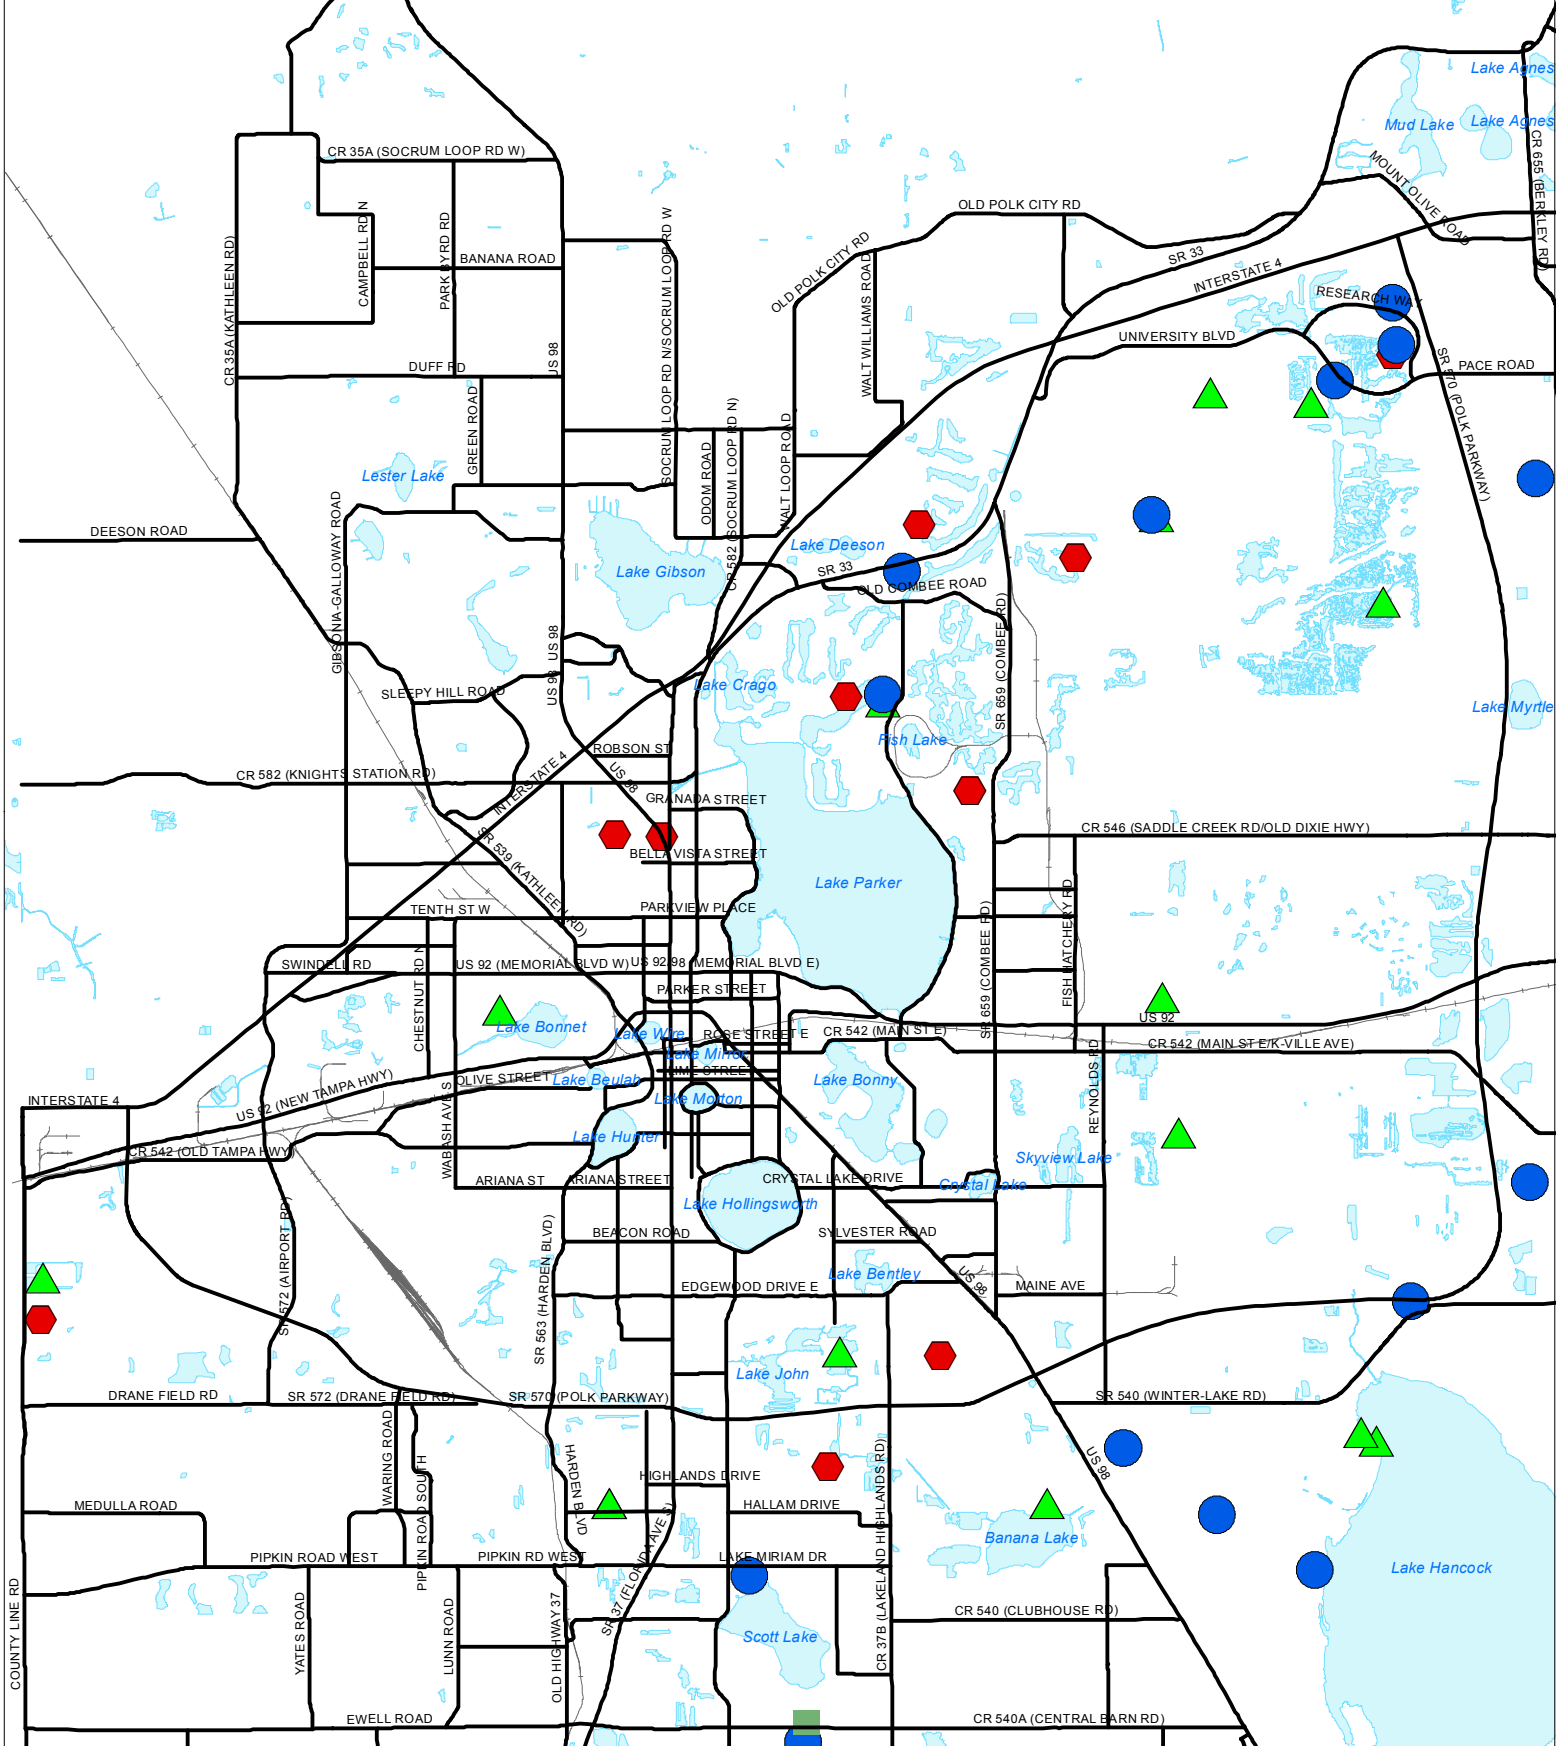 Lake Agnes
Mud Lake
Lake Agnes
CR 35A (SOCRUM LOOP RD W)
CR 655 (BERKLEY RD)
MOUNT OLIVE ROAD
OLD POLK CITY RD
CAMPBELL RD N
PARK BYRD RD
SOCRUM LOOP RD N/SOCRUM LOOP RD W
CR 35A (KATHLEEN RD)
BANANA ROAD
OLD POLK CITY RD
WALT WILLIAMS ROAD
SR 33
INTERSTATE 4
RESEARCH WAY
UNIVERSITY BLVD
US 98
DUFF RD
SR 570 (POLK PARKWAY)
PACE ROAD
GREEN ROAD
CR 582 (SOCRUM LOOP RD N)
ODOM ROAD
WALT LOOP ROAD
Lester Lake
GIBSONIA-GALLOWAY ROAD
DEESON ROAD
Lake Deeson
Lake Gibson
SR 33
OLD COMBEE ROAD
SR 659 (COMBEE RD)
US 98
US 98
SLEEPY HILL ROAD
Lake Crago
Lake Myrtle
Fish Lake
ROBSON ST
CR 582 (KNIGHTS STATION RD)
INTERSTATE 4
US 98
GRANADA STREET
CR 546 (SADDLE CREEK RD/OLD DIXIE HWY)
SR 539 (KATHLEEN RD)
BELLA VISTA STREET
Lake Parker
TENTH ST W
PARKVIEW PLACE
FISH HATCHERY RD
SR 659 (COMBEE RD)
CHESTNUT RD N
SWINDELL RD
US 92 (MEMORIAL BLVD W)
US 92/98 (MEMORIAL BLVD E)
PARKER STREET
US 92
Lake Bonnet
Lake Wire
ROSE STREET E
CR 542 (MAIN ST E)
CR 542 (MAIN ST E/K-VILLE AVE)
Lake Mirror
LIME STREET
OLIVE STREET
Lake Beulah
Lake Bonny
REYNOLDS RD
INTERSTATE 4
US 92 (NEW TAMPA HWY)
Lake Morton
WABASH AVE S
Lake Hunter
CR 542 (OLD TAMPA HWY)
Skyview Lake
ARIANA ST
ARIANA STREET
CRYSTAL LAKE DRIVE
Crystal Lake
Lake Hollingsworth
SR 572 (AIRPORT RD)
BEACON ROAD
SYLVESTER ROAD
SR 563 (HARDEN BLVD)
Lake Bentley
US 98
EDGEWOOD DRIVE E
MAINE AVE
Lake John
DRANE FIELD RD
SR 572 (DRANE FIELD RD)
SR 570 (POLK PARKWAY)
SR 540 (WINTER-LAKE RD)
WARING ROAD
PIPKIN ROAD SOUTH
HARDEN BLVD
HIGHLANDS DRIVE
CR 37B (LAKELAND HIGHLANDS RD)
US 98
MEDULLA ROAD
HALLAM DRIVE
Banana Lake
PIPKIN ROAD WEST
PIPKIN RD WEST
SR 37 (FLORIDA AVE S)
LAKE MIRIAM DR
Lake Hancock
COUNTY LINE RD
YATES ROAD
LUNN ROAD
OLD HIGHWAY 37
CR 540 (CLUBHOUSE RD)
Scott Lake
EWELL ROAD
CR 540A (CENTRAL BARN RD)